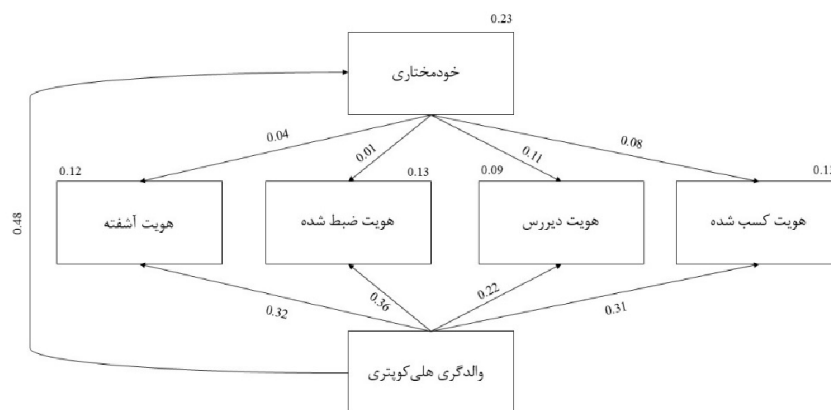 0.23
خودمختاری
0.04
0.01
0.11
0.08
0.12
0.13
0.09
هویت آشفته
هویت ضبط شده
هویت دیررس
هویت کسب شده
0.48
0.32
0.36
0.22
0.31
والدگری هلی‌کوپتری